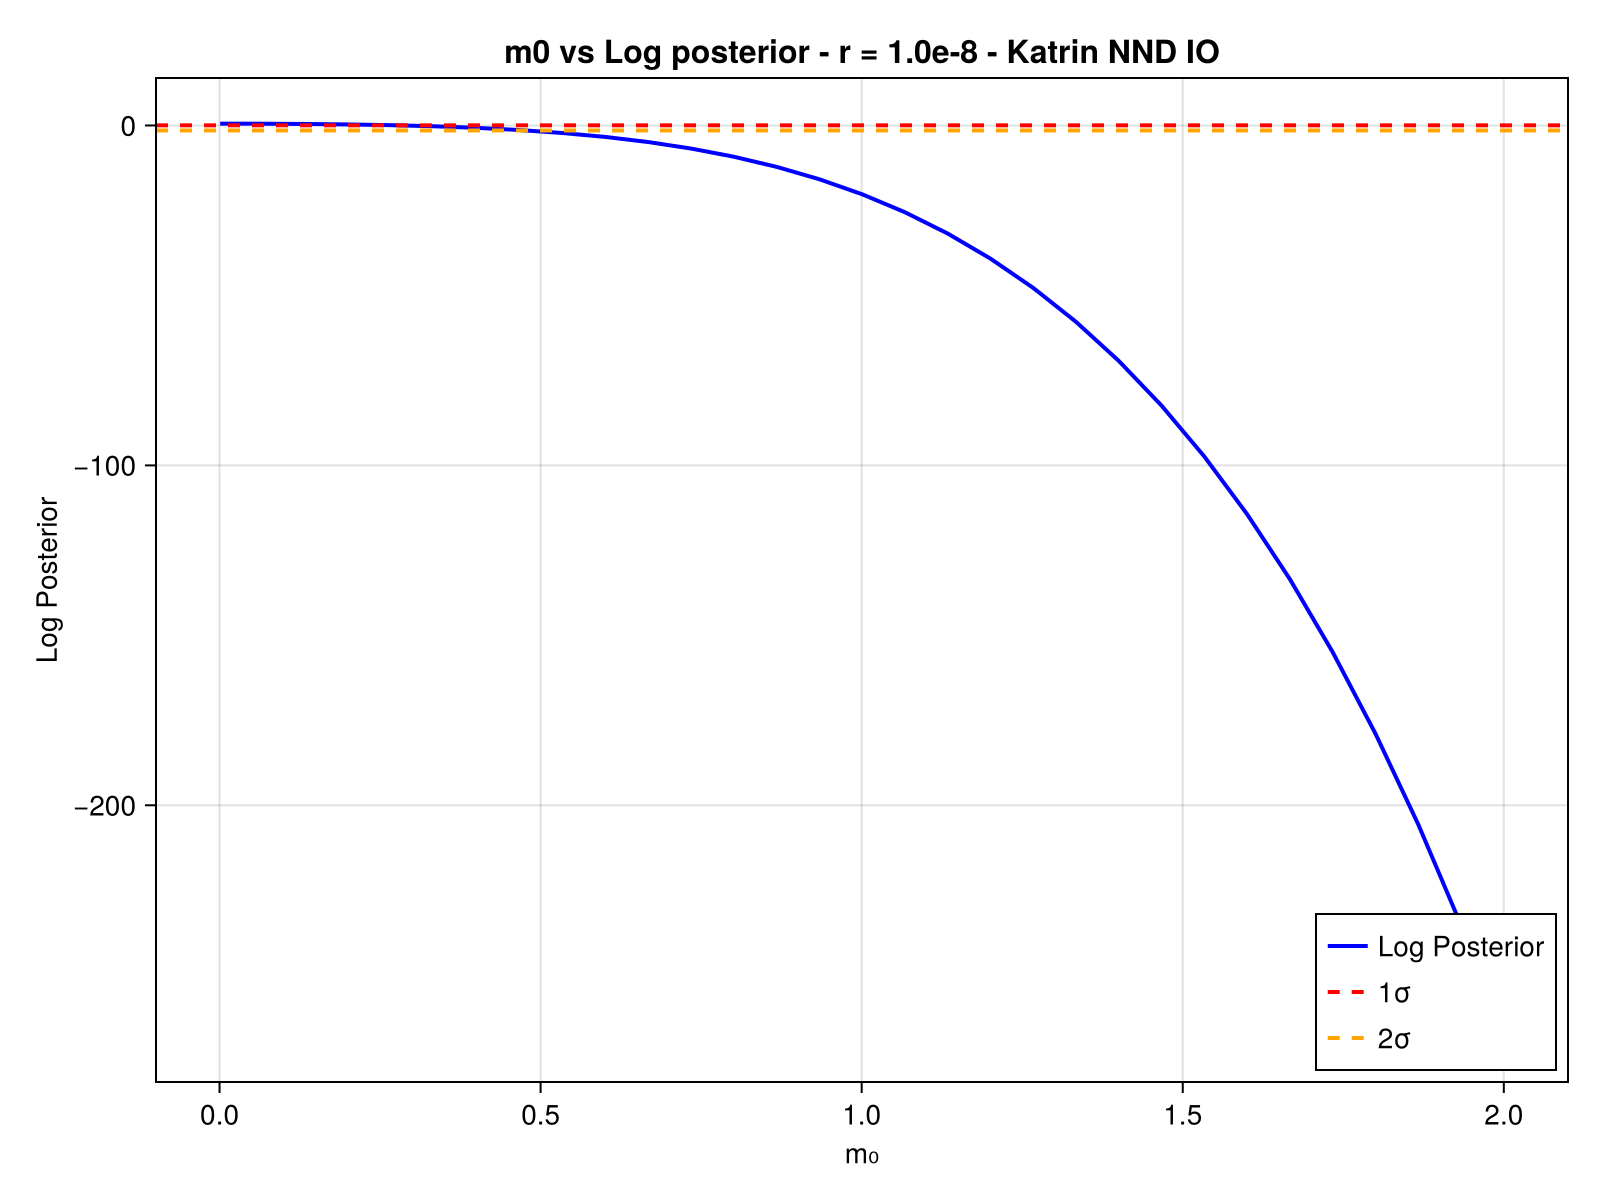 m0 vs Log posterior - r = 1.0e-8 - Katrin NND IO
Log Posterior
0
−100
−200
Log Posterior
1σ
2σ
0.0 0.5 1.0 1.5 2.0
m₀